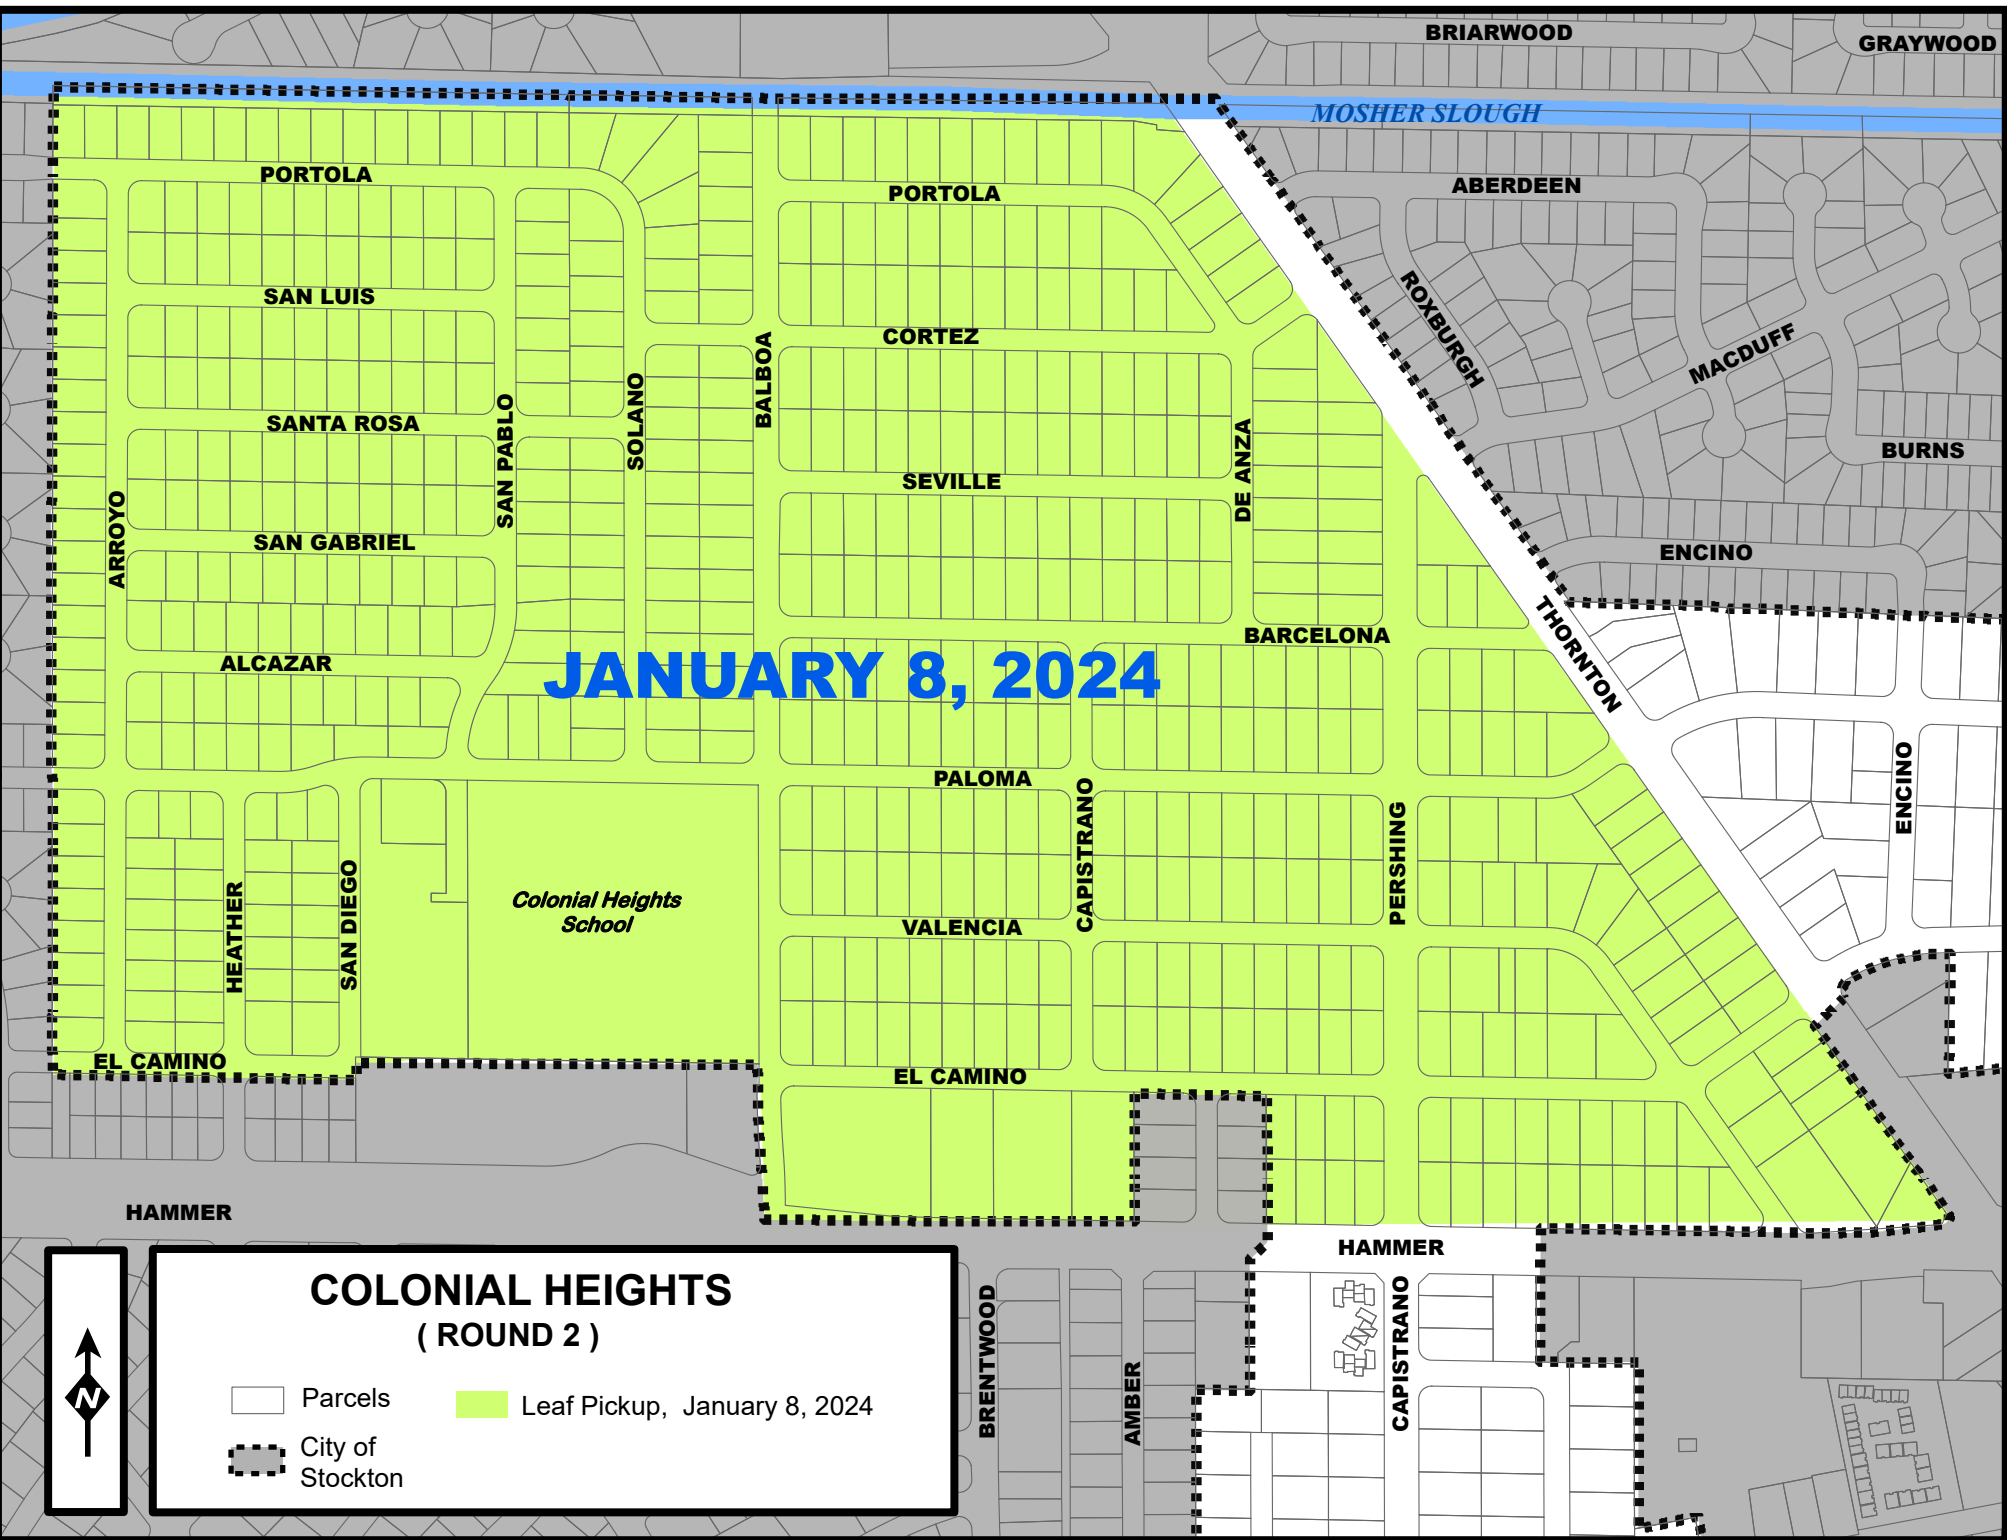 BRIARWOOD
GRAYWOOD
MOSHER SLOUGH
PORTOLA
PORTOLA
ABERDEEN
SAN LUIS
CORTEZ
ROXBURGH
MACDUFF
BALBOA
SOLANO
SAN PABLO
SANTA ROSA
DE ANZA
BURNS
SEVILLE
ARROYO
SAN GABRIEL
ENCINO
THORNTON
BARCELONA
ALCAZAR
JANUARY 8, 2024
PALOMA
ENCINO
CAPISTRANO
PERSHING
HEATHER
SAN DIEGO
Colonial Heights
School
VALENCIA
EL CAMINO
EL CAMINO
HAMMER
HAMMER
COLONIAL HEIGHTS
( ROUND 2 )
Parcels
Leaf Pickup, January 8, 2024
City of
Stockton
N
BRENTWOOD
AMBER
CAPISTRANO